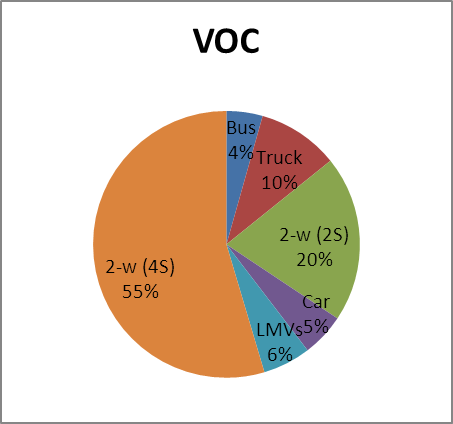 VOC
Bus
4%
Truck
10%
2-w (2S)
20%
Car
5%
LMVs
6%
2-w (4S)
55%